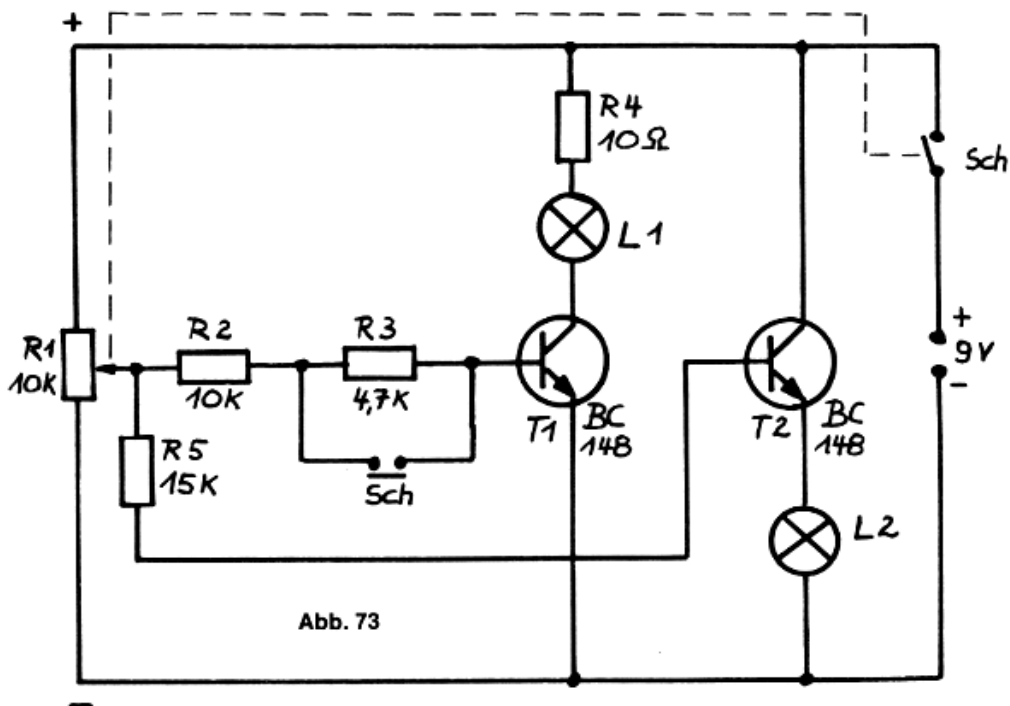 +
R4
10Ω
L1
Sch
+
9V
-
R1
10K
R2
10K
R3
4,7K
T1
BC
148
T2
BC
148
R5
15K
Sch
L2
Abb. 73